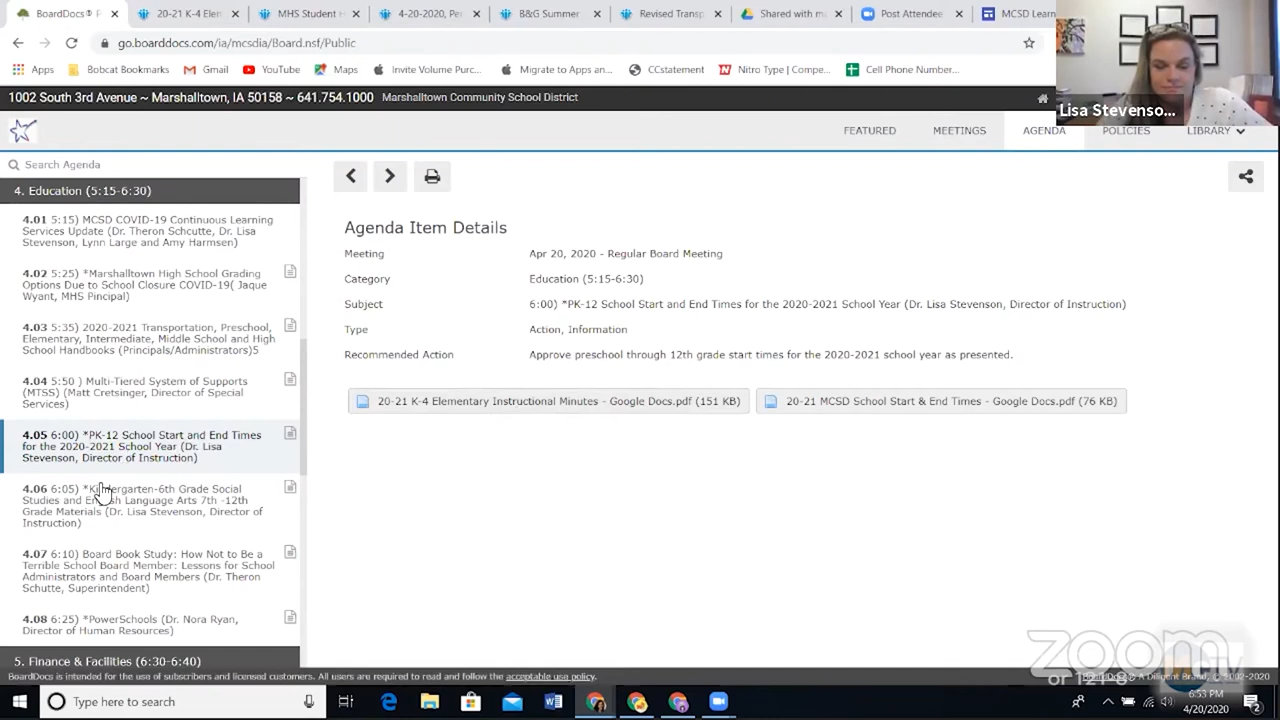 BoardDocs® P
20-21 K-4 Elem
MHS Student H
4-20-2020, Pe
B&G Summer
Revised Transp
Shared with m
Post Attendee
MCSD Lear
go.boarddocs.com/ia/mcsdia/Board.nsf/Public
Apps
Bobcat Bookmarks
Gmail
YouTube
Maps
Invite Volume Purc...
Migrate to Apps an...
CCstatement
Nitro Type | Compe...
Cell Phone Number...
Lisa Stevenso...
1002 South 3rd Avenue ~ Marshalltown, IA 50158 ~ 641.754.1000 Marshalltown Community School District
FEATURED MEETINGS AGENDA POLICIES LIBRARY
Search Agenda
4. Education (5:15-6:30)
4.01 5:15) MCSD COVID-19 Continuous Learning
Services Update (Dr. Theron Schcutte, Dr. Lisa
Stevenson, Lynn Large and Amy Harmsen)
4.02 5:25) *Marshalltown High School Grading
Options Due to School Closure COVID-19( Jaque
Wyant, MHS Pincipal)
4.03 5:35) 2020-2021 Transportation, Preschool,
Elementary, Intermediate, Middle School and High
School Handbooks (Principals/Administrators)5
4.04 5:50 ) Multi-Tiered System of Supports
(MTSS) (Matt Cretsinger, Director of Special
Services)
4.05 6:00) *PK-12 School Start and End Times
for the 2020-2021 School Year (Dr. Lisa
Stevenson, Director of Instruction)
4.06 6:05) *Kindergarten-6th Grade Social
Studies and English Language Arts 7th -12th
Grade Materials (Dr. Lisa Stevenson, Director of
Instruction)
4.07 6:10) Board Book Study: How Not to Be a
Terrible School Board Member: Lessons for School
Administrators and Board Members (Dr. Theron
Schutte, Superintendent)
4.08 6:25) *PowerSchools (Dr. Nora Ryan,
Director of Human Resources)
5. Finance & Facilities (6:30-6:40)
Agenda Item Details
Meeting Apr 20, 2020 - Regular Board Meeting
Category Education (5:15-6:30)
Subject 6:00) *PK-12 School Start and End Times for the 2020-2021 School Year (Dr. Lisa Stevenson, Director of Instruction)
Type Action, Information
Recommended Action Approve preschool through 12th grade start times for the 2020-2021 school year as presented.
20-21 K-4 Elementary Instructional Minutes - Google Docs.pdf (151 KB)
20-21 MCSD School Start & End Times - Google Docs.pdf (76 KB)
zoom
BoardDocs is intended for the use of subscribers and licensed customers. All users are required to read and follow the acceptable use policy.
BoardDocs, A Diligent Brand, © 2002-2020
Type here to search
6:53 PM
4/20/2020
2